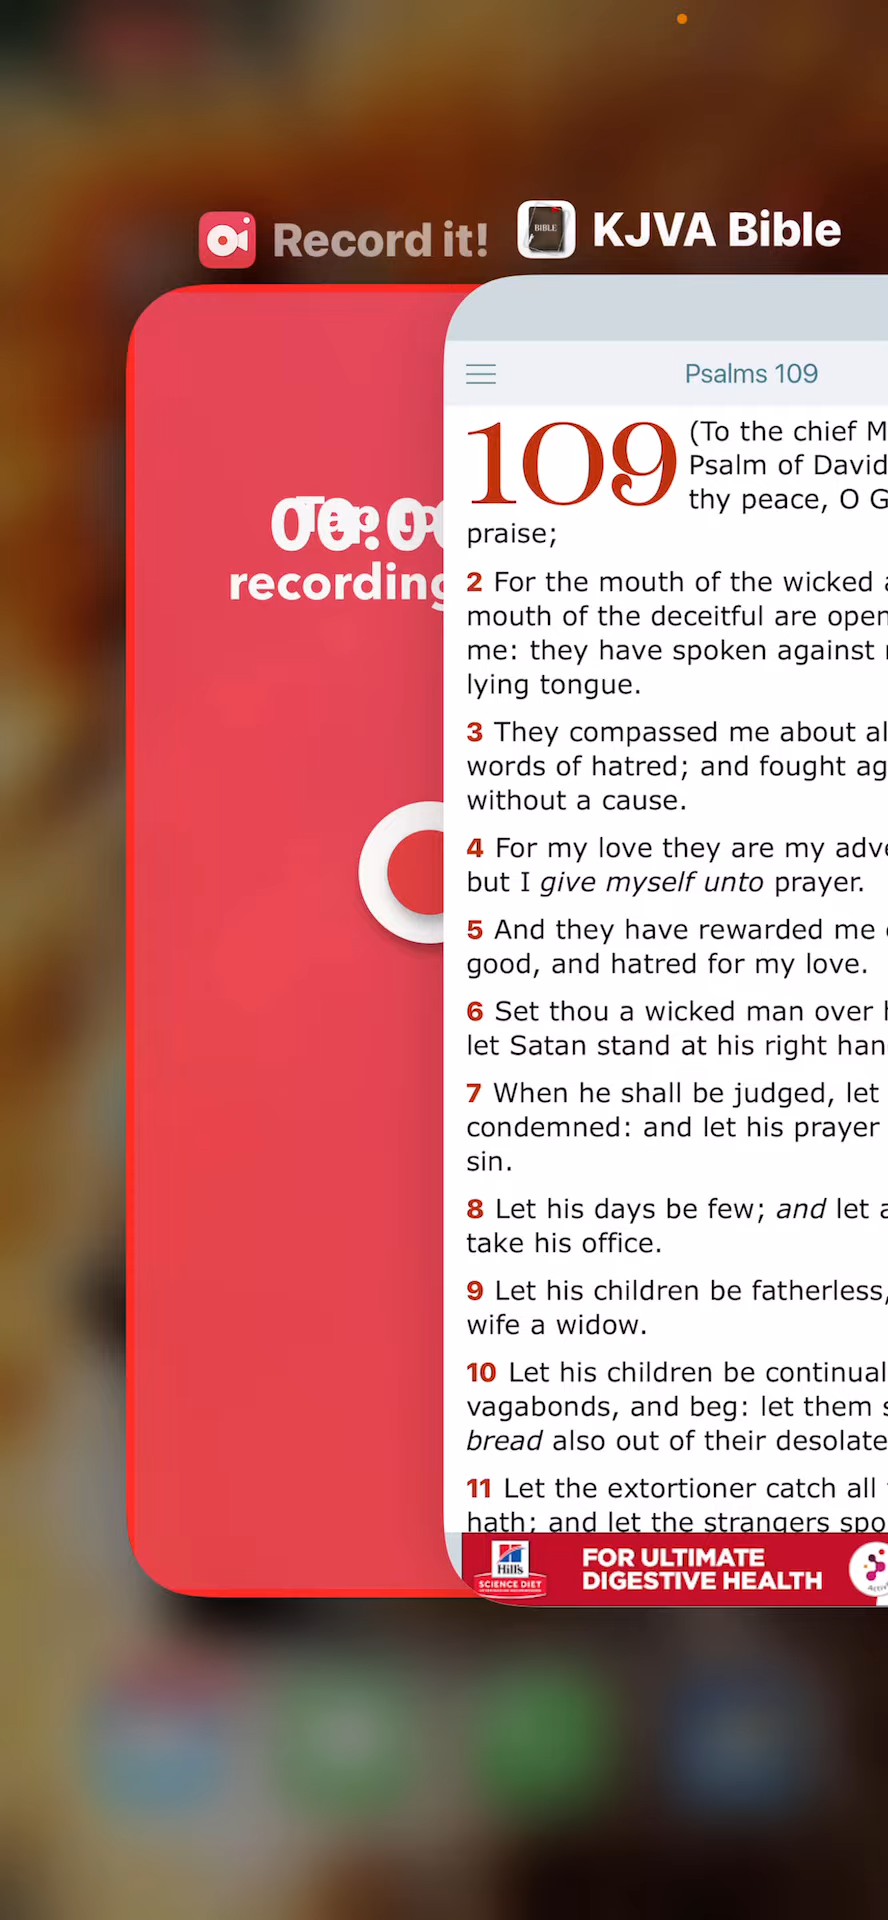 Record it!
KJVA Bible
Tap to
00:0
recording
Psalms 109
109 (To the chief M
Psalm of David
thy peace, O G
praise;
2 For the mouth of the wicked a
mouth of the deceitful are open
me: they have spoken against
lying tongue.
3 They compassed me about al
words of hatred; and fought ag
without a cause.
4 For my love they are my adve
but I give myself unto prayer.
5 And they have rewarded me
good, and hatred for my love.
6 Set thou a wicked man over h
let Satan stand at his right han
7 When he shall be judged, let
condemned: and let his prayer
sin.
8 Let his days be few; and let a
take his office.
9 Let his children be fatherless,
wife a widow.
10 Let his children be continual
vagabonds, and beg: let them s
bread also out of their desolate
11 Let the extortioner catch all
hath; and let the strangers spo
Hill's
SCIENCE DIET
FOR ULTIMATE
DIGESTIVE HEALTH